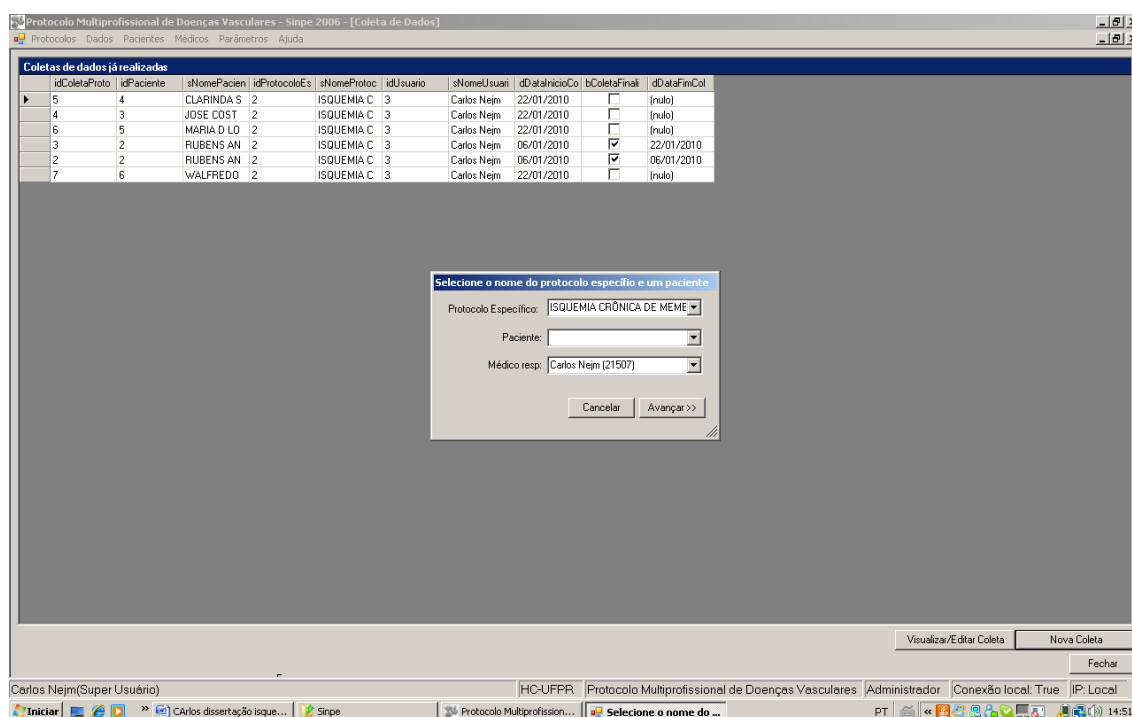 Protocolo Multiprofissional de Doenças Vasculares - Sinpe 2006 - [Coleta de Dados]
Protocolos Dados Pacientes Médicos Parâmetros Ajuda
Coletas de dados já realizadas
idColetaProto idPaciente sNomePacien idProtocoloEs sNomeProtoc idUsuario sNomeUsuari dDataInicioCo bColetaFinali dDataFimCol
5 4 CLARINDA S 2 ISQUEMIA C 3 Carlos Nejm 22/01/2010 (nulo)
4 3 JOSE COST 2 ISQUEMIA C 3 Carlos Nejm 22/01/2010 (nulo)
6 5 MARIA D LO 2 ISQUEMIA C 3 Carlos Nejm 22/01/2010 (nulo)
3 2 RUBENS AN 2 ISQUEMIA C 3 Carlos Nejm 06/01/2010 22/01/2010
2 2 RUBENS AN 2 ISQUEMIA C 3 Carlos Nejm 06/01/2010 06/01/2010
7 6 WALFREDO 2 ISQUEMIA C 3 Carlos Nejm 22/01/2010 (nulo)
Selecione o nome do protocolo específio e um paciente
Protocolo Específico: ISQUEMIA CRÔNICA DE MEME
Paciente:
Médico resp: Carlos Nejm (21507)
Cancelar Avançar >>
Visualizar/Editar Coleta Nova Coleta
Fechar
Carlos Nejm(Super Usuário) HC-UFPR Protocolo Multiprofissional de Doenças Vasculares Administrador Conexão local: True IP: Local
Iniciar » CArlos dissertação isque... Sinpe Protocolo Multiprofission... Selecione o nome do ... PT « 14:51